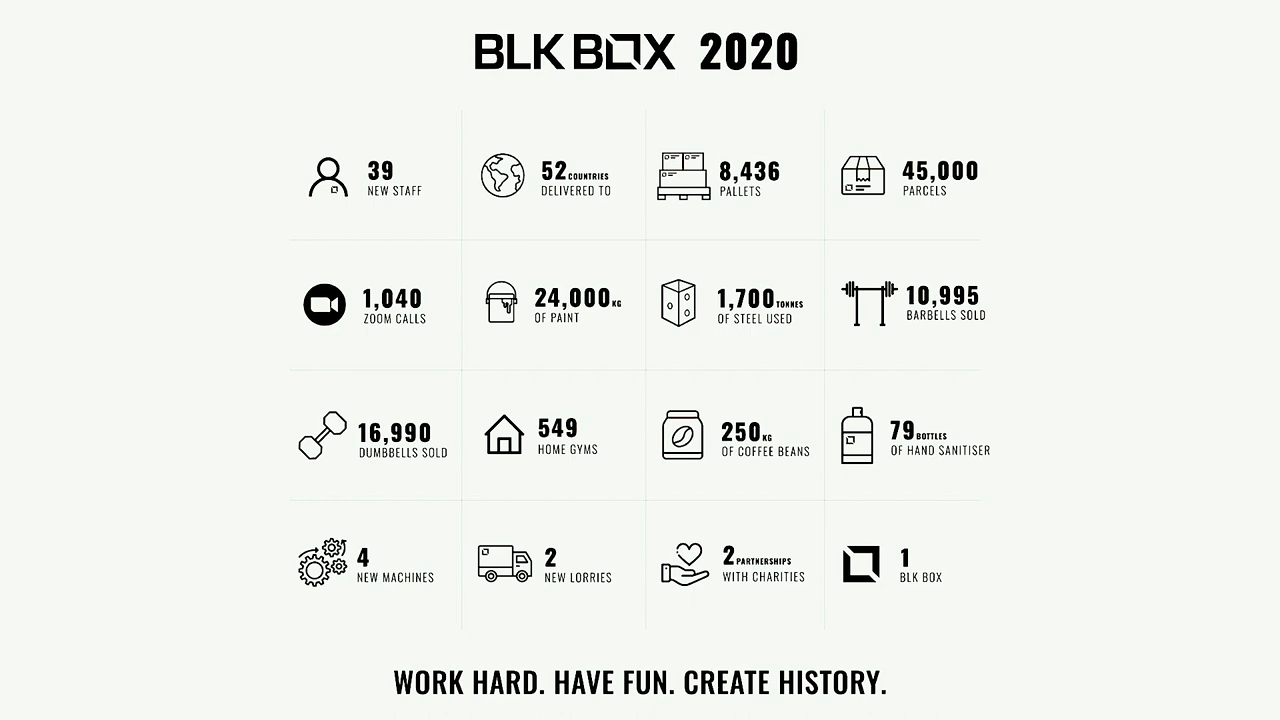 BLK BOX 2020
39
NEW STAFF
52 COUNTRIES
DELIVERED TO
8,436
PALLETS
45,000
PARCELS
1,040
ZOOM CALLS
24,000KG
OF PAINT
1,700 TONNES
OF STEEL USED
10,995
BARBELLS SOLD
16,990
DUMBBELLS SOLD
549
HOME GYMS
250KG
OF COFFEE BEANS
79 BOTTLES
OF HAND SANITISER
4
NEW MACHINES
2
NEW LORRIES
2 PARTNERSHIPS
WITH CHARITIES
1
BLK BOX
WORK HARD. HAVE FUN. CREATE HISTORY.